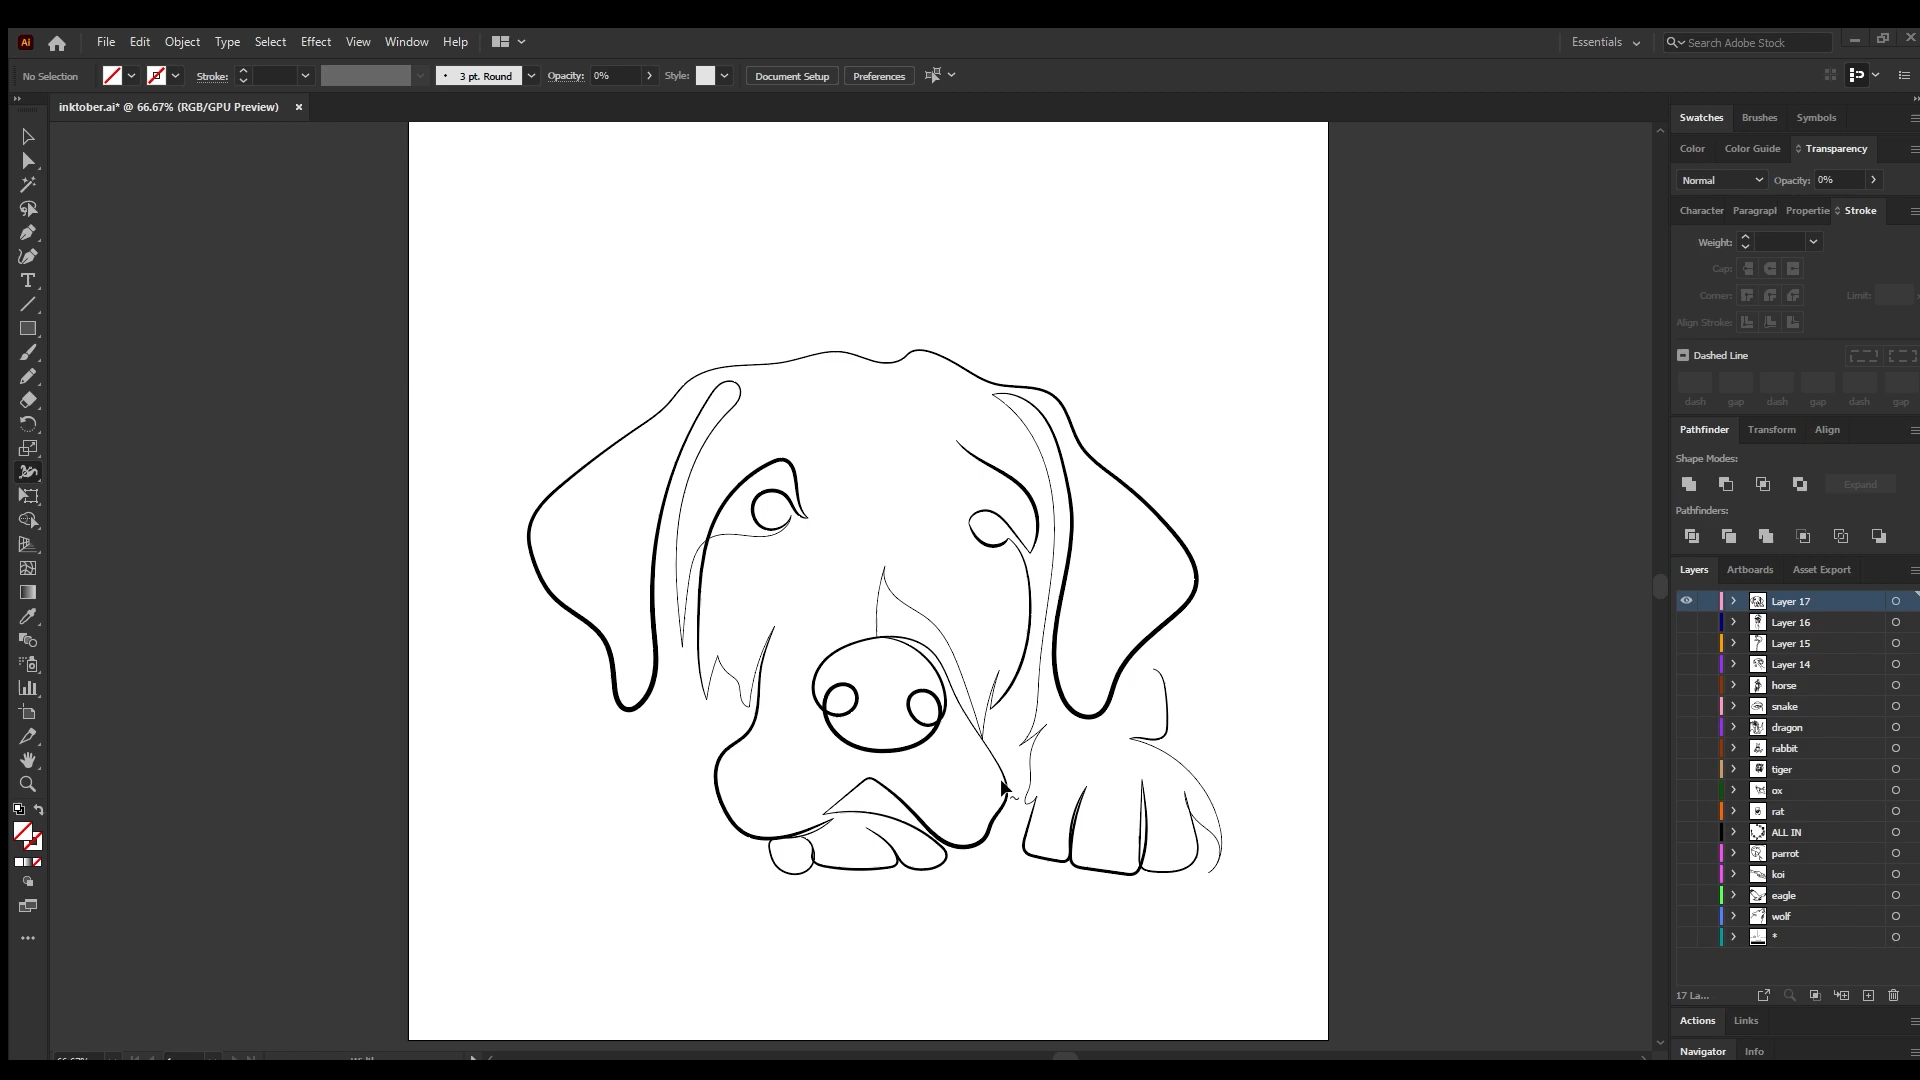 Ai File Edit Object Type Select Effect View Window Help Essentials Search Adobe Stock
No Selection Stroke: 3 pt. Round Opacity: 0% Style: Document Setup Preferences
inktober.ai* @ 66.67% (RGB/GPU Preview)
Swatches Brushes Symbols
Color Color Guide Transparency
Normal Opacity: 0%
Character Paragrapl Propertie Stroke
Weight:
Cap:
Corner: Limit:
Align Stroke:
Dashed Line
dash gap dash gap dash gap
Pathfinder Transform Align
Shape Modes:
Expand
Pathfinders:
Layers Artboards Asset Export
Layer 17
Layer 16
Layer 15
Layer 14
horse
snake
dragon
rabbit
tiger
ox
rat
ALL IN
parrot
koi
eagle
wolf
*
17 La...
Actions Links
Navigator Info